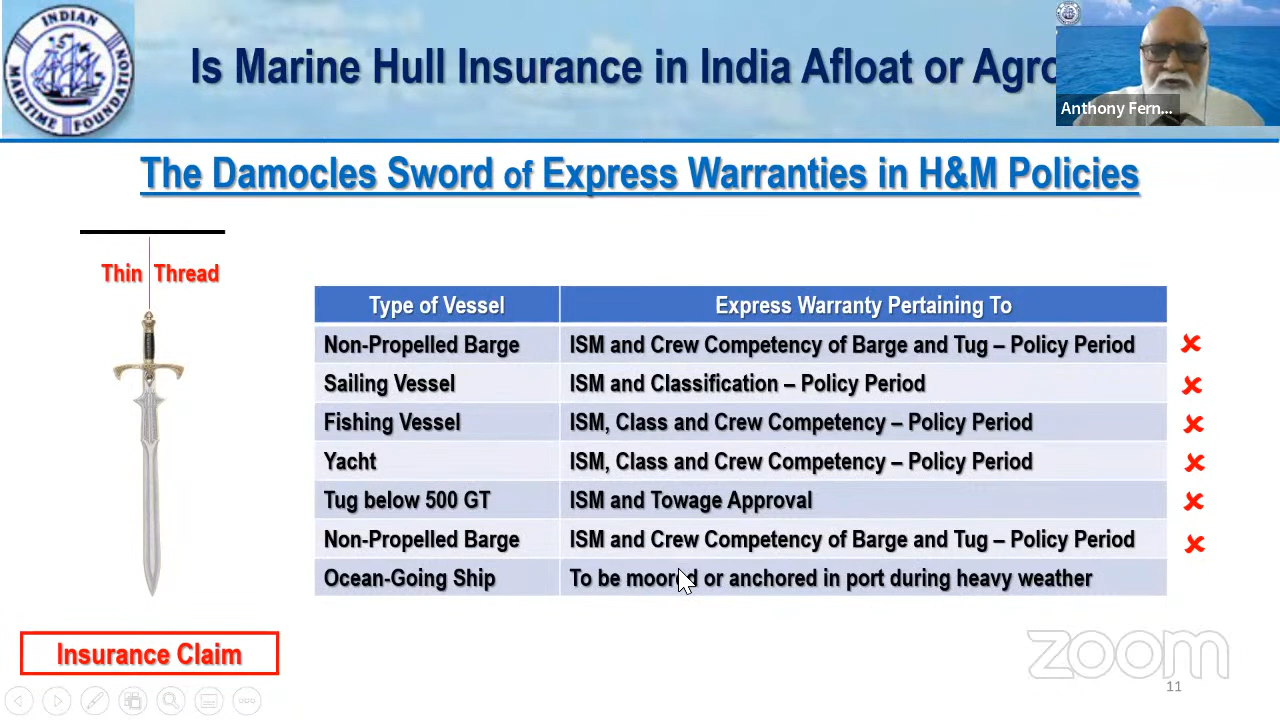 INDIAN
MARITIME FOUNDATION
Is Marine Hull Insurance in India Afloat or Agro
Anthony Fern...
The Damocles Sword of Express Warranties in H&M Policies
Thin Thread
Type of Vessel Express Warranty Pertaining To
Non-Propelled Barge ISM and Crew Competency of Barge and Tug – Policy Period
Sailing Vessel ISM and Classification – Policy Period
Fishing Vessel ISM, Class and Crew Competency – Policy Period
Yacht ISM, Class and Crew Competency – Policy Period
Tug below 500 GT ISM and Towage Approval
Non-Propelled Barge ISM and Crew Competency of Barge and Tug – Policy Period
Ocean-Going Ship To be moored or anchored in port during heavy weather
Insurance Claim
zoom
11